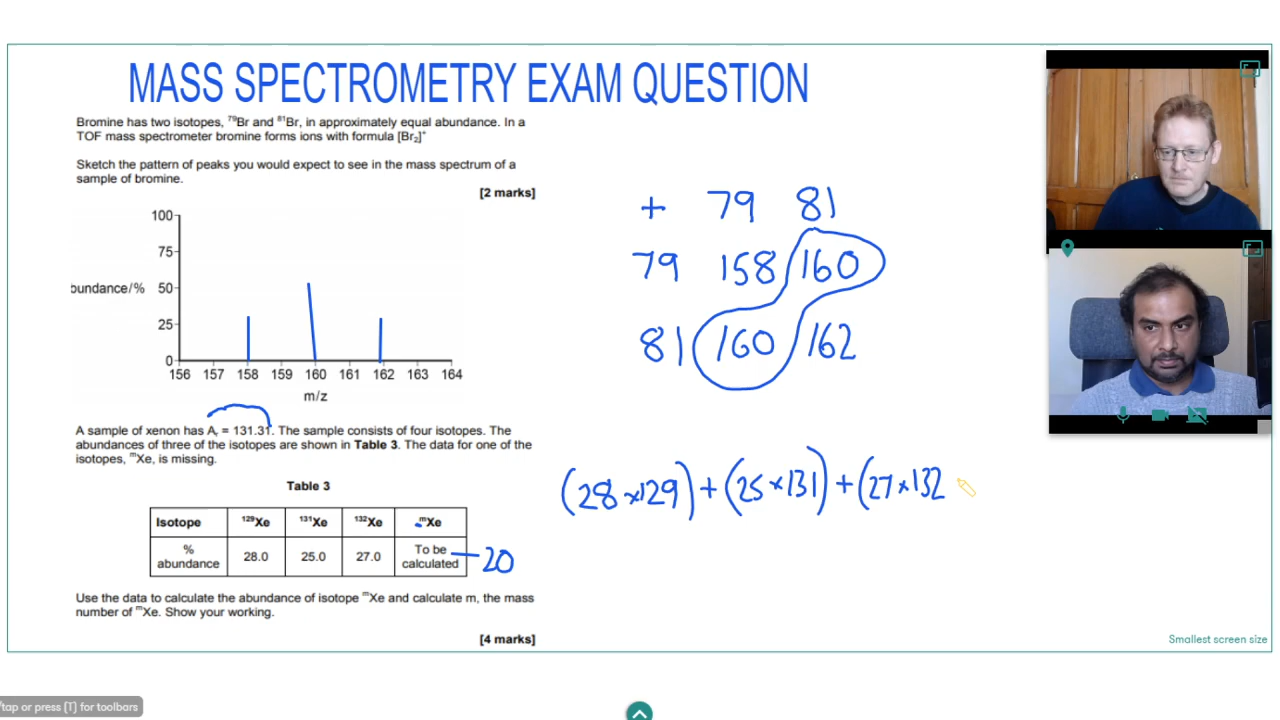 MASS SPECTROMETRY EXAM QUESTION
Bromine has two isotopes, ⁷⁹Br and ⁸¹Br, in approximately equal abundance. In a
TOF mass spectrometer bromine forms ions with formula [Br₂]⁺
Sketch the pattern of peaks you would expect to see in the mass spectrum of a
sample of bromine.
[2 marks]
100
75
bundance/% 50
25
0
156 157 158 159 160 161 162 163 164
m/z
+ 79 81
79 158 160
81 160 162
A sample of xenon has Aᵣ = 131.31. The sample consists of four isotopes. The
abundances of three of the isotopes are shown in Table 3. The data for one of the
isotopes, ᵐXe, is missing.
Table 3
Isotope ¹²⁹Xe ¹³¹Xe ¹³²Xe ᵐXe
% abundance 28.0 25.0 27.0 To be calculated
20
(28×129) + (25×131) + (27×132
Use the data to calculate the abundance of isotope ᵐXe and calculate m, the mass
number of ᵐXe. Show your working.
[4 marks]
Smallest screen size
/tap or press (T) for toolbars